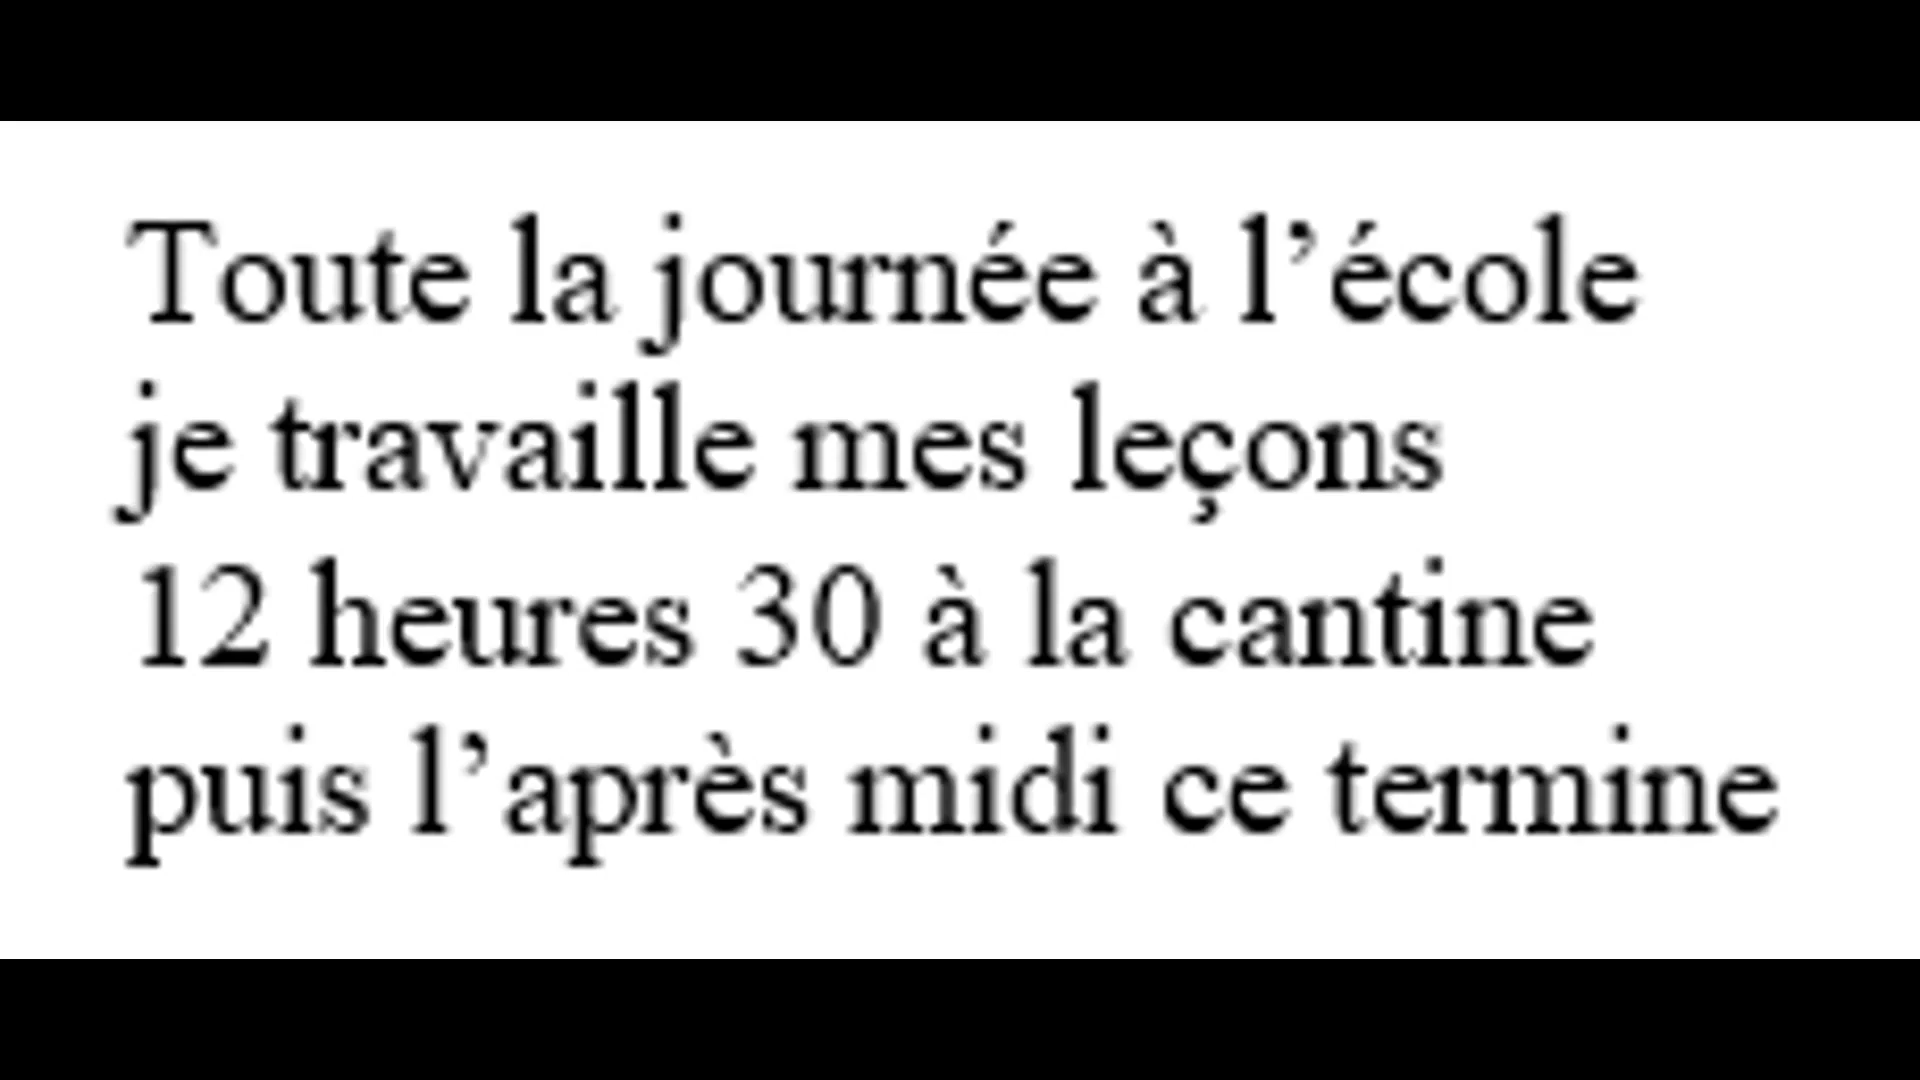 Toute la journée à l’école
je travaille mes leçons
12 heures 30 à la cantine
puis l’après midi ce termine